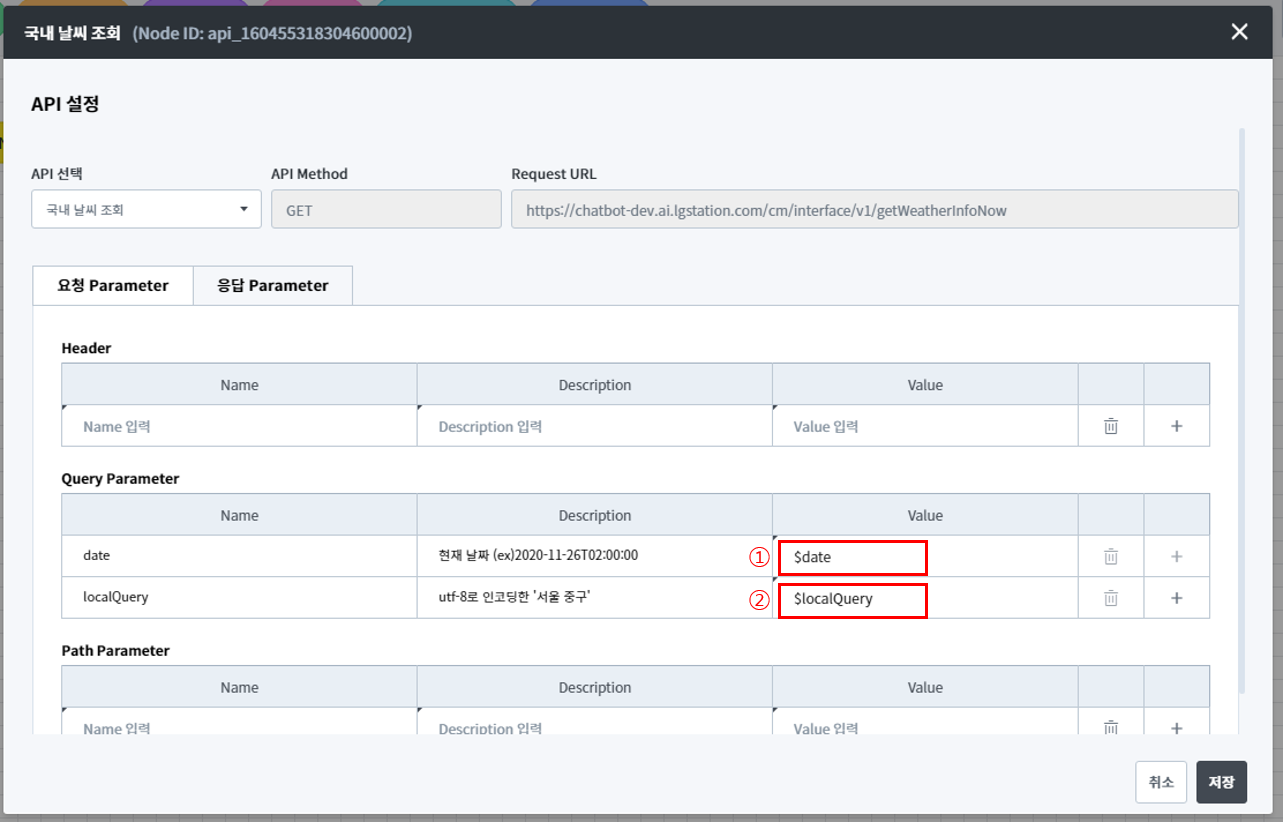 국내 날씨 조회 (Node ID: api_160455318304600002)
API 설정
API 선택 API Method Request URL
국내 날씨 조회 GET https://chatbot-dev.ai.lgstation.com/cm/interface/v1/getWeatherInfoNow
요청 Parameter 응답 Parameter
Header
Name Description Value
Name 입력 Description 입력 Value 입력
Query Parameter
Name Description Value
date 현재 날짜 (ex)2020-11-26T02:00:00 ① $date
localQuery utf-8로 인코딩한 '서울 중구' ② $localQuery
Path Parameter
Name Description Value
Name 입력 Description 입력 Value 입력
취소 저장